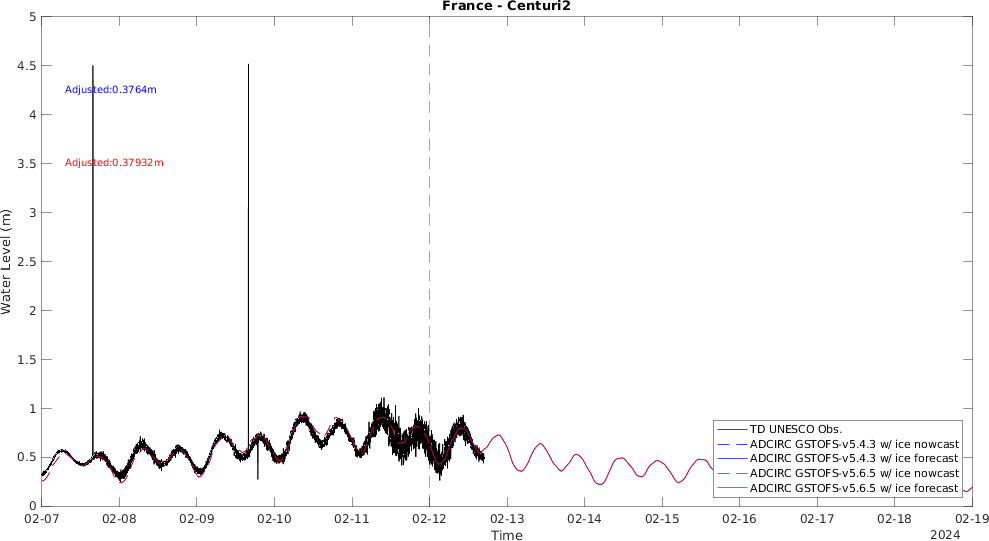 France - Centuri2
5
4.5
4
3.5
3
2.5
2
1.5
1
0.5
0
Water Level (m)
Adjusted:0.3764m
Adjusted:0.37932m
TD UNESCO Obs.
ADCIRC GSTOFS-v5.4.3 w/ ice nowcast
ADCIRC GSTOFS-v5.4.3 w/ ice forecast
ADCIRC GSTOFS-v5.6.5 w/ ice nowcast
ADCIRC GSTOFS-v5.6.5 w/ ice forecast
02-07 02-08 02-09 02-10 02-11 02-12 02-13 02-14 02-15 02-16 02-17 02-18 02-19
Time
2024